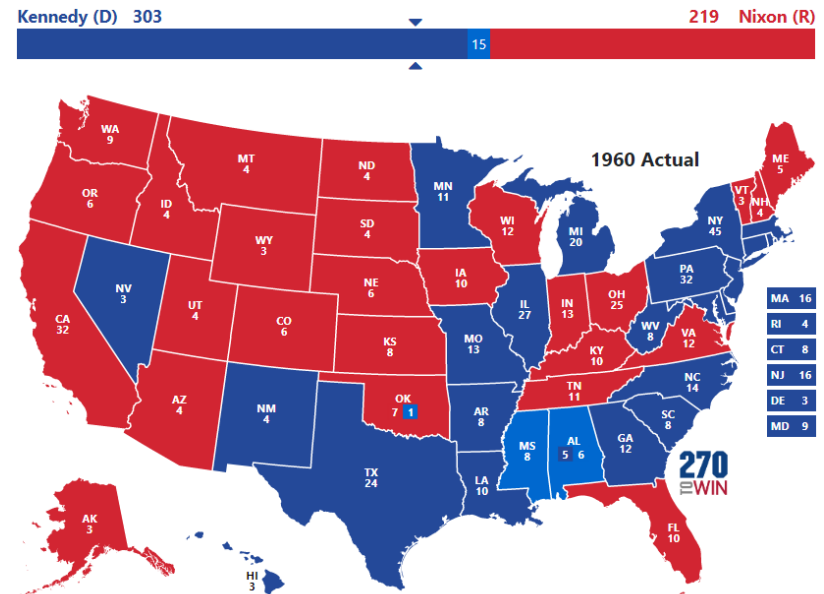 Kennedy (D) 303
219 Nixon (R)
15
1960 Actual
WA
9
OR
6
CA
32
NV
3
ID
4
MT
4
WY
3
UT
4
AZ
4
CO
6
NM
4
ND
4
SD
4
NE
6
KS
8
OK
7 1
TX
24
MN
11
IA
10
MO
13
AR
8
LA
10
WI
12
IL
27
MI
20
IN
13
OH
25
KY
10
TN
11
MS
8
AL
5 6
GA
12
FL
10
SC
8
NC
14
VA
12
WV
8
PA
32
NY
45
VT
3
NH
4
ME
5
MA 16
RI 4
CT 8
NJ 16
DE 3
MD 9
AK
3
HI
3
270
TO WIN